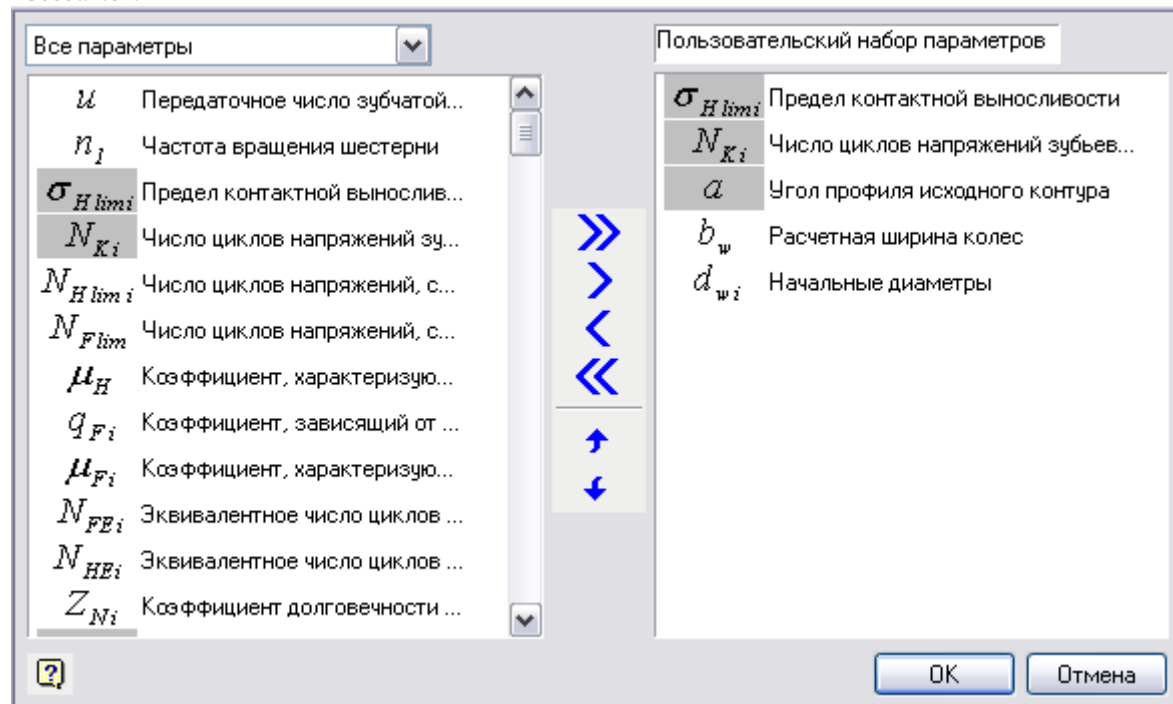 Все параметры
u Передаточное число зубчатой...
n1 Частота вращения шестерни
σH limi Предел контактной вынослив...
NKi Число циклов напряжений зу...
NH lim i Число циклов напряжений, с...
NF lim Число циклов напряжений, с...
μH Коэффициент, характеризую...
qFi Коэффициент, зависящий от ...
μFi Коэффициент, характеризую...
NFEi Эквивалентное число циклов ...
NHEi Эквивалентное число циклов ...
ZNi Коэффициент долговечности ...
Пользовательский набор параметров
σH limi Предел контактной выносливости
NKi Число циклов напряжений зубьев...
a Угол профиля исходного контура
bw Расчетная ширина колес
dwi Начальные диаметры
OK
Отмена